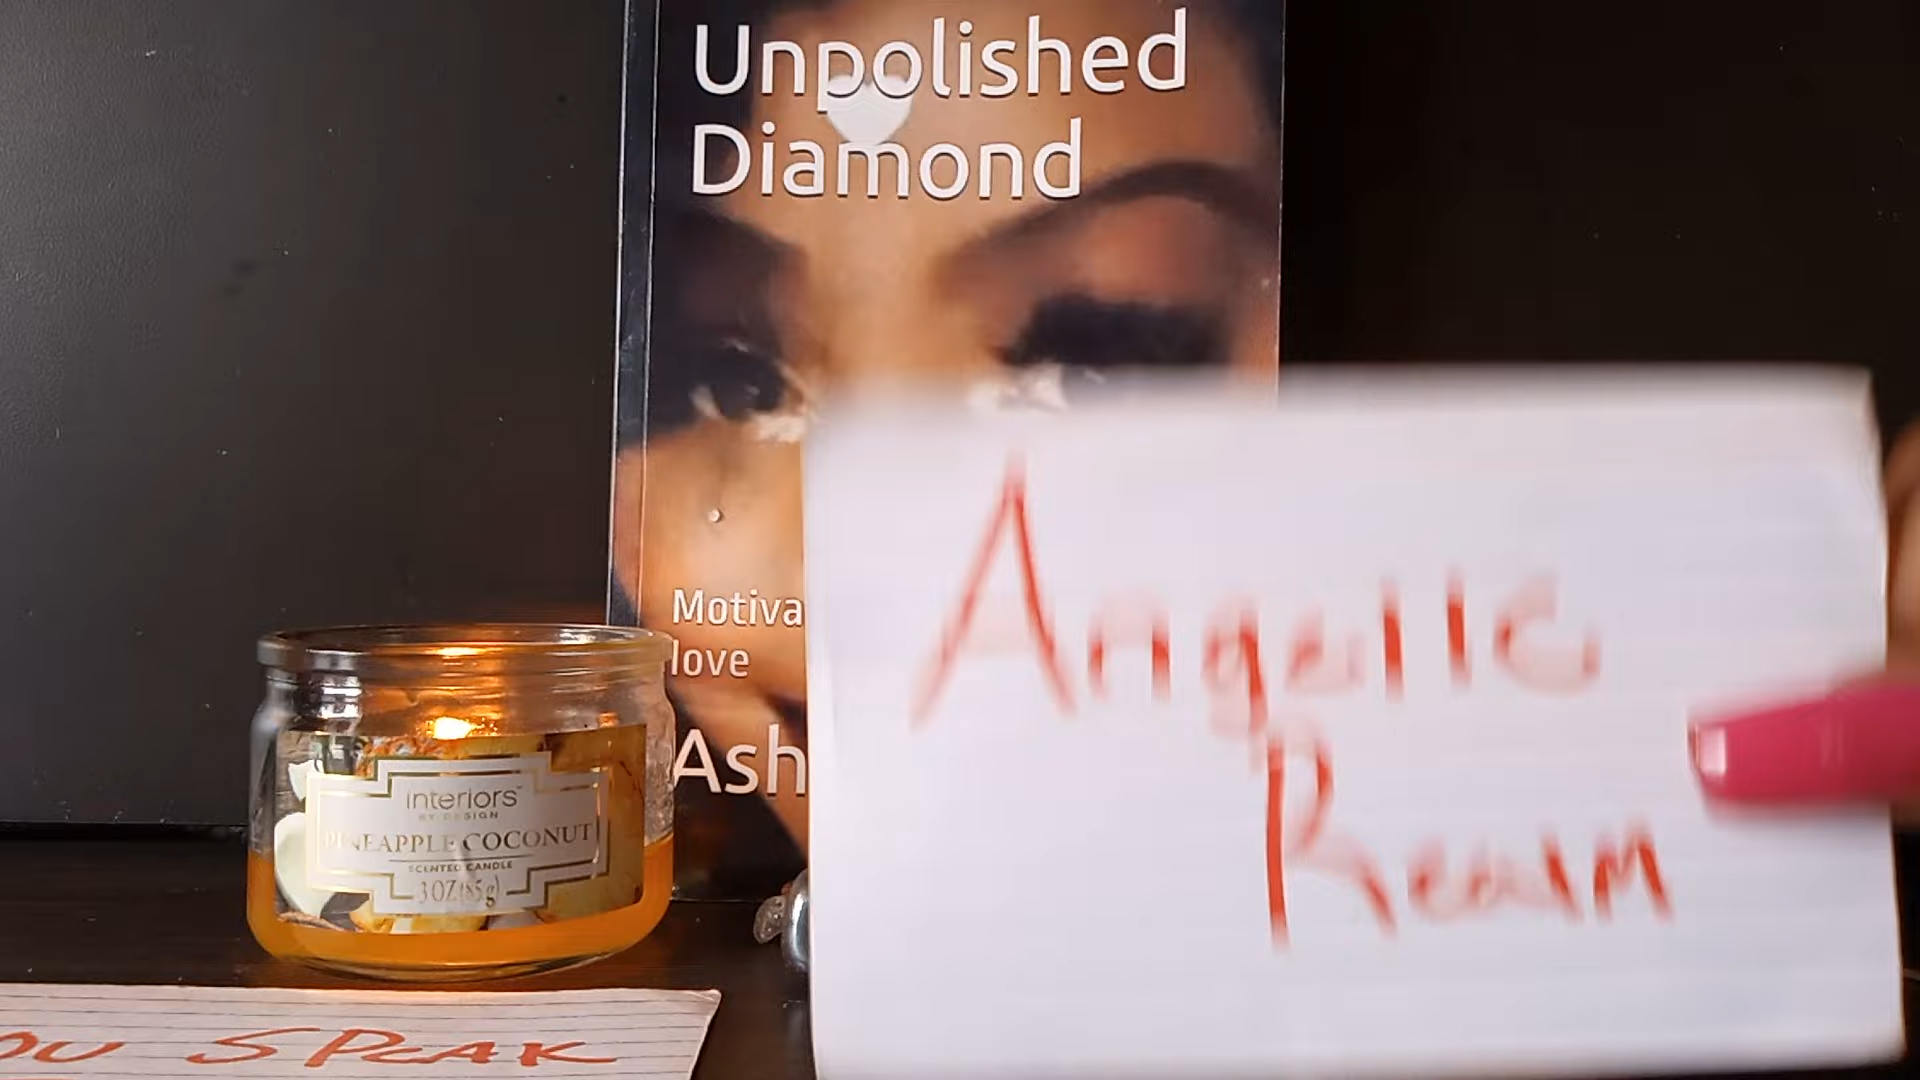 Unpolished
Diamond
Motiva
love
Ash
Angelic
Realm
interiors
BY DESIGN
PINEAPPLE COCONUT
SCENTED CANDLE
3 OZ (85g)
OU SPEAK